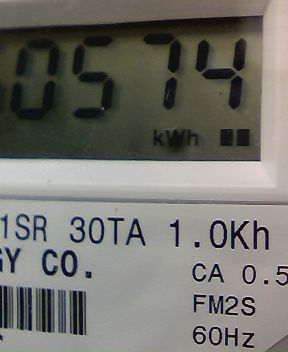 0574
kWh
1SR 30TA 1.0Kh
GY CO.
CA 0.5
FM2S
60Hz